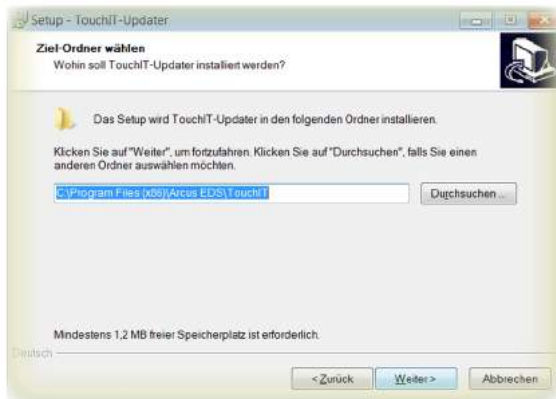 Setup - TouchIT-Updater
Ziel-Ordner wählen
Wohin soll TouchIT-Updater installiert werden?
Das Setup wird TouchIT-Updater in den folgenden Ordner installieren.
Klicken Sie auf "Weiter", um fortzufahren. Klicken Sie auf "Durchsuchen", falls Sie einen
anderen Ordner auswählen möchten.
C:\Program Files (x86)\Arcus EDS\TouchIT
Durchsuchen ...
Mindestens 1,2 MB freier Speicherplatz ist erforderlich.
Deutsch
< Zurück
Weiter >
Abbrechen